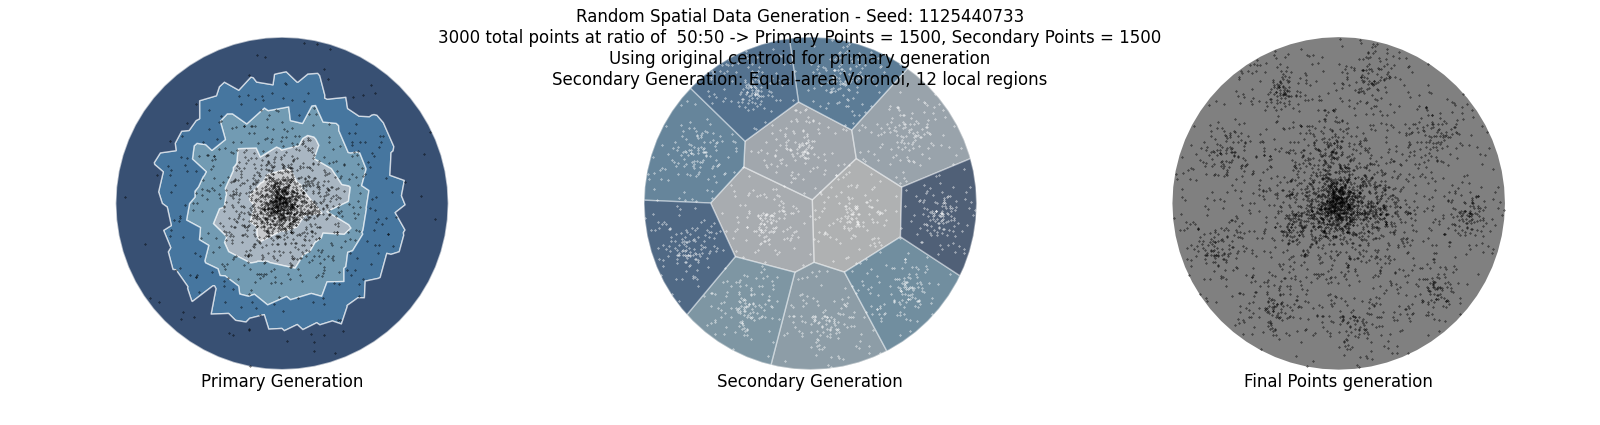 Random Spatial Data Generation - Seed: 1125440733
3000 total points at ratio of  50:50 -> Primary Points = 1500, Secondary Points = 1500
Using original centroid for primary generation
Secondary Generation: Equal-area Voronoi, 12 local regions
Primary Generation
Secondary Generation
Final Points generation